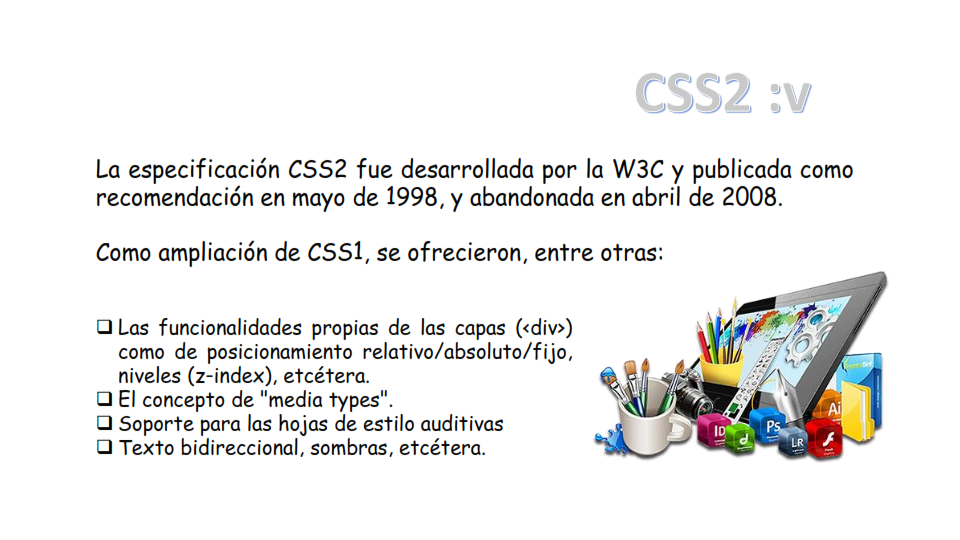 CSS2 :v
La especificación CSS2 fue desarrollada por la W3C y publicada como
recomendación en mayo de 1998, y abandonada en abril de 2008.
Como ampliación de CSS1, se ofrecieron, entre otras:
❑ Las funcionalidades propias de las capas (<div>)
como de posicionamiento relativo/absoluto/fijo,
niveles (z-index), etcétera.
❑ El concepto de "media types".
❑ Soporte para las hojas de estilo auditivas
❑ Texto bidireccional, sombras, etcétera.
Ai
Ps
ID
LR